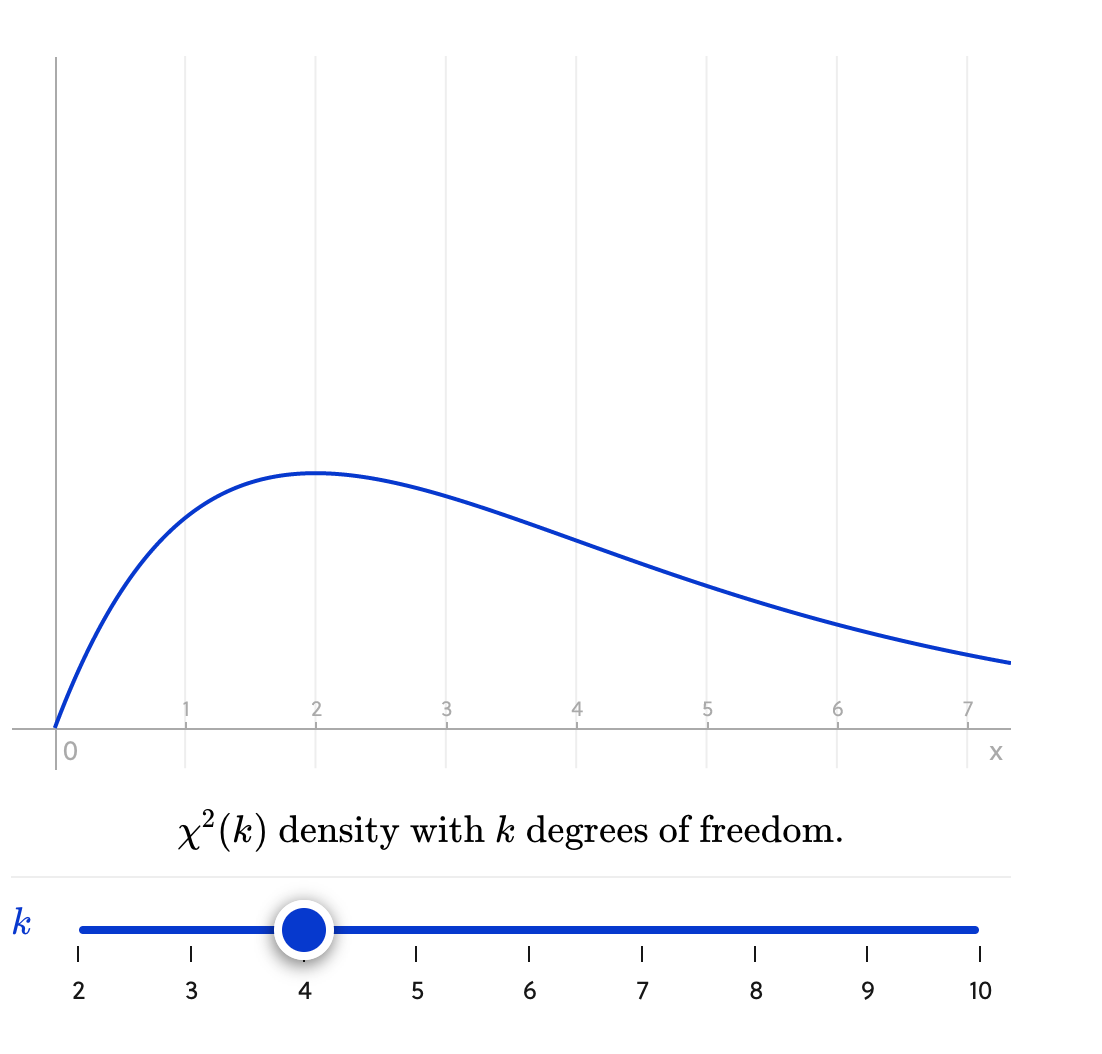 1 2 3 4 5 6 7
0 x
χ²(k) density with k degrees of freedom.
k
2 3 4 5 6 7 8 9 10